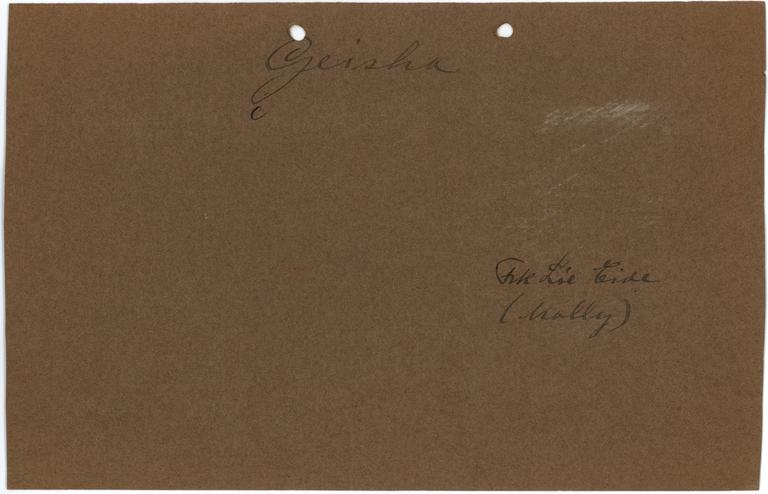 Geisha
c
Frk Lie Eide
(Molly)